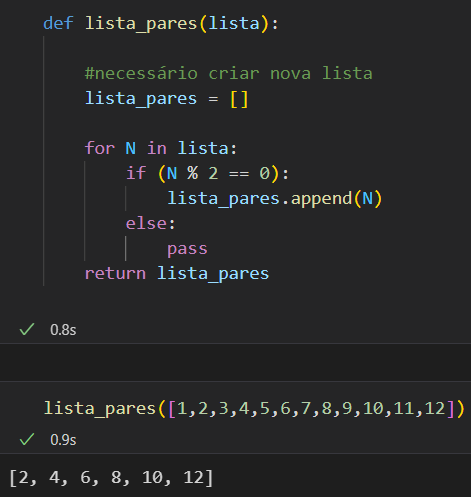 def lista_pares(lista):
#necessário criar nova lista
lista_pares = []
for N in lista:
if (N % 2 == 0):
lista_pares.append(N)
else:
pass
return lista_pares
✓ 0.8s
lista_pares([1,2,3,4,5,6,7,8,9,10,11,12])
✓ 0.9s
[2, 4, 6, 8, 10, 12]